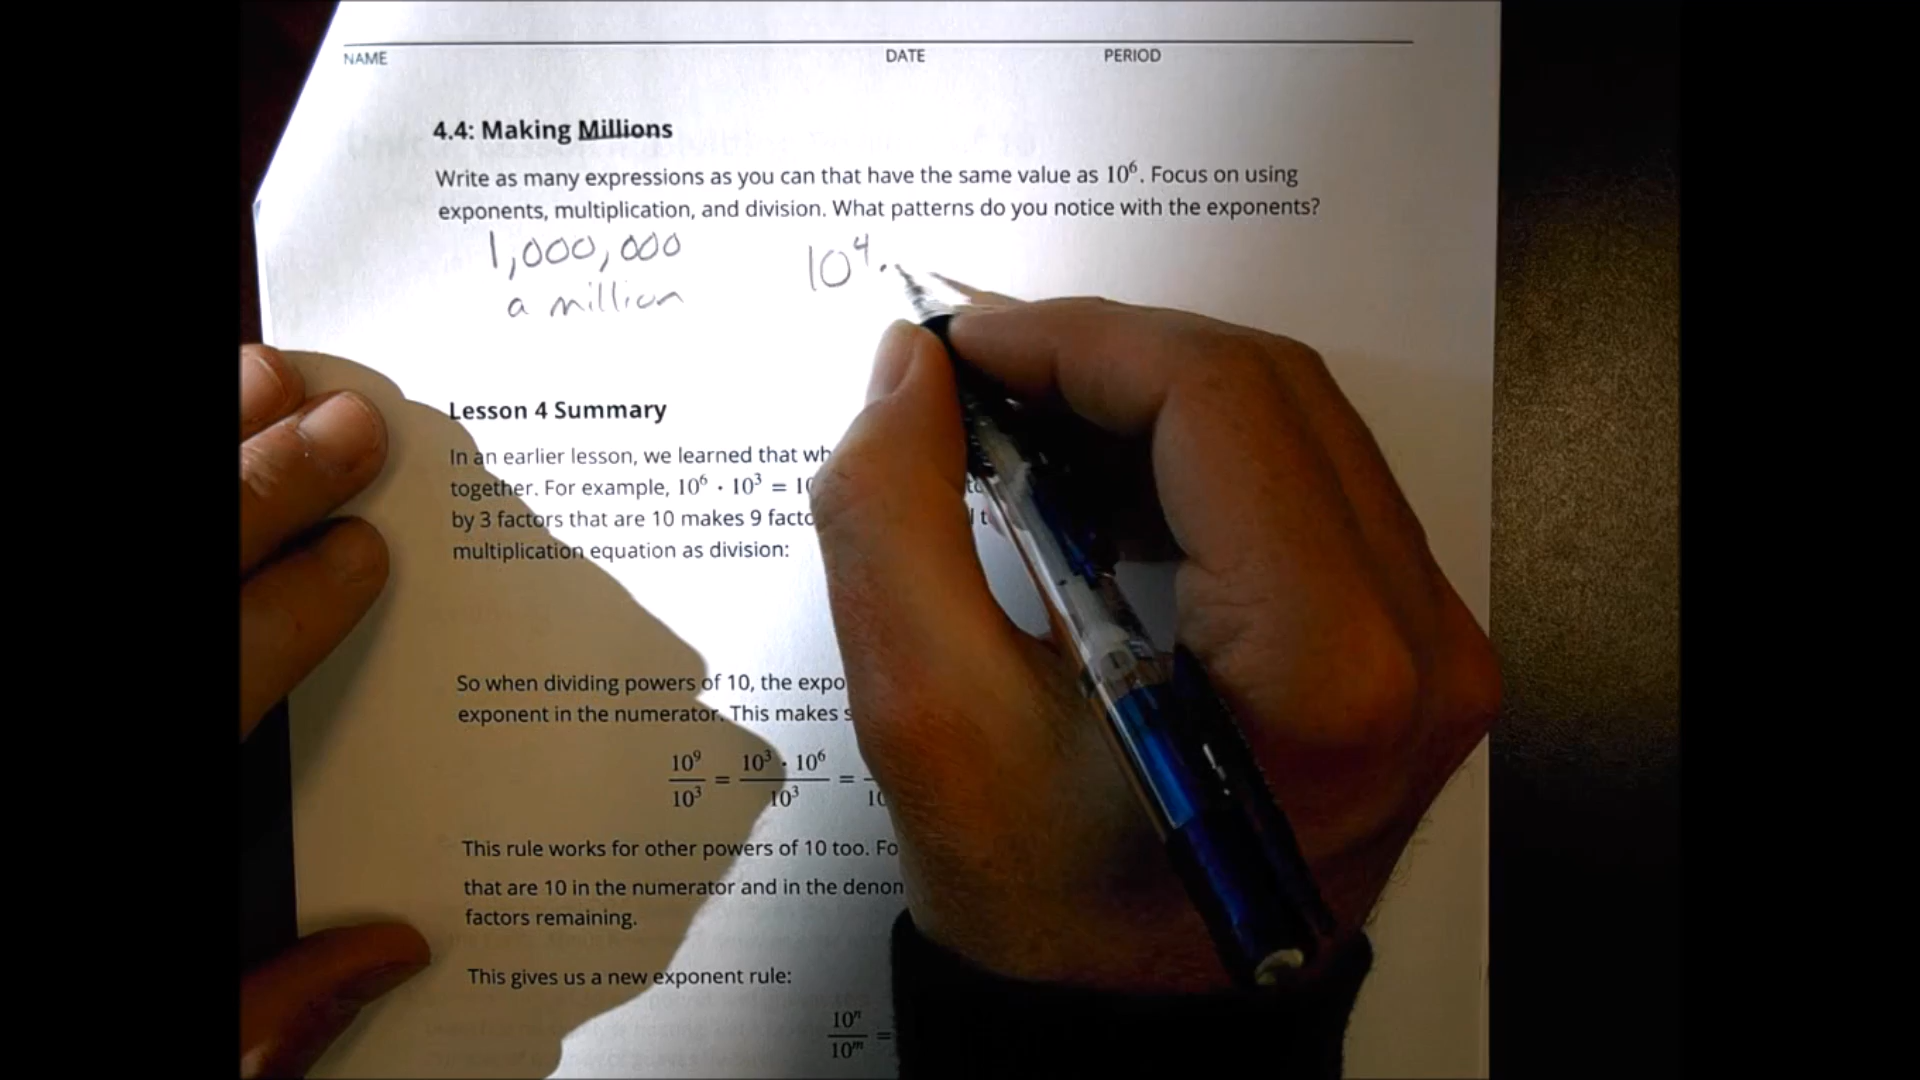 NAME DATE PERIOD
4.4: Making Millions
Write as many expressions as you can that have the same value as 10⁶. Focus on using
exponents, multiplication, and division. What patterns do you notice with the exponents?
1,000,000 10⁴ ·
a million
Lesson 4 Summary
In an earlier lesson, we learned that wh
together. For example, 10⁶ · 10³ = 10
by 3 factors that are 10 makes 9 facto
multiplication equation as division:
So when dividing powers of 10, the expo
exponent in the numerator. This makes s
10⁹/10³ = 10³ · 10⁶/10³ =
This rule works for other powers of 10 too. Fo
that are 10 in the numerator and in the denon
factors remaining.
This gives us a new exponent rule:
10ⁿ/10ᵐ =